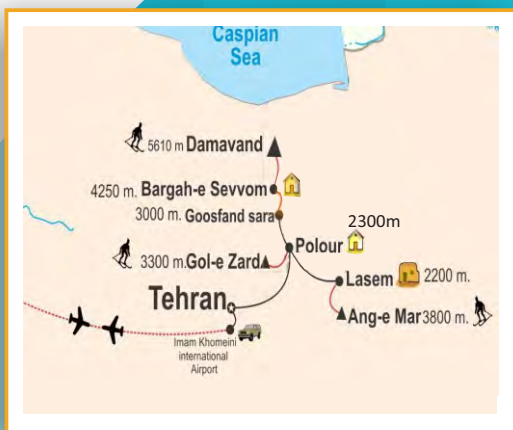 Caspian
Sea
5610 m Damavand
4250 m. Bargah-e Sevvom
3000 m. Goosfand sara
2300m
Polour
3300 m. Gol-e Zard
Lasem 2200 m.
Tehran
Ang-e Mar 3800 m.
Imam Khomeini
international
Airport